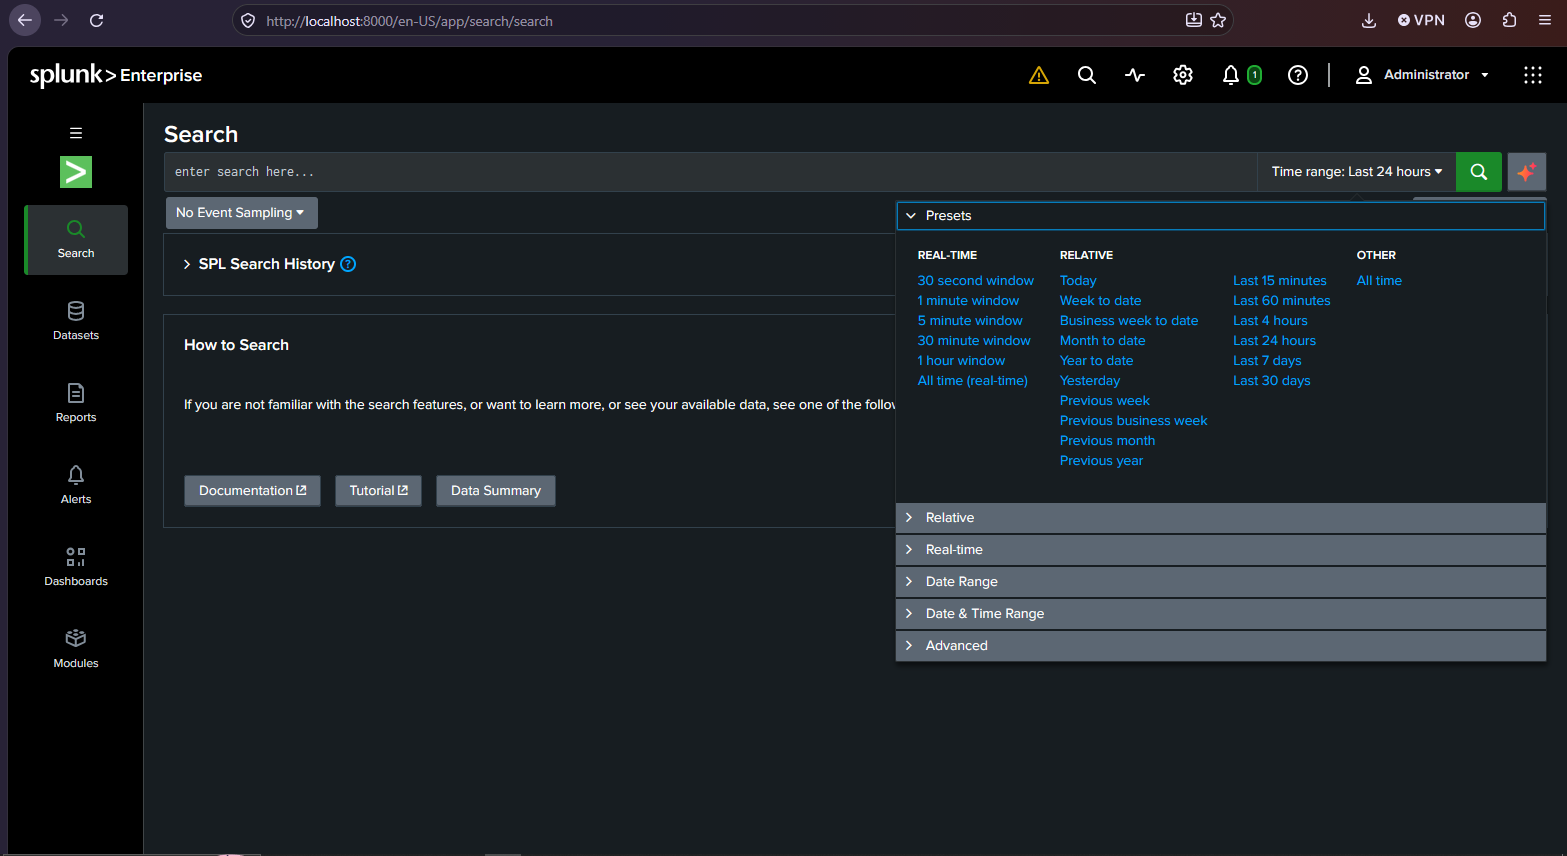 http://localhost:8000/en-US/app/search/search
VPN
splunk> Enterprise
1
Administrator
Search
enter search here...
Time range: Last 24 hours
No Event Sampling
Presets
SPL Search History ?
REAL-TIME
30 second window
1 minute window
5 minute window
30 minute window
1 hour window
All time (real-time)
RELATIVE
Today
Week to date
Business week to date
Month to date
Year to date
Yesterday
Previous week
Previous business week
Previous month
Previous year
Last 15 minutes
Last 60 minutes
Last 4 hours
Last 24 hours
Last 7 days
Last 30 days
OTHER
All time
Relative
Real-time
Date Range
Date & Time Range
Advanced
How to Search
If you are not familiar with the search features, or want to learn more, or see your available data, see one of the
Documentation
Tutorial
Data Summary
Search
Datasets
Reports
Alerts
Dashboards
Modules